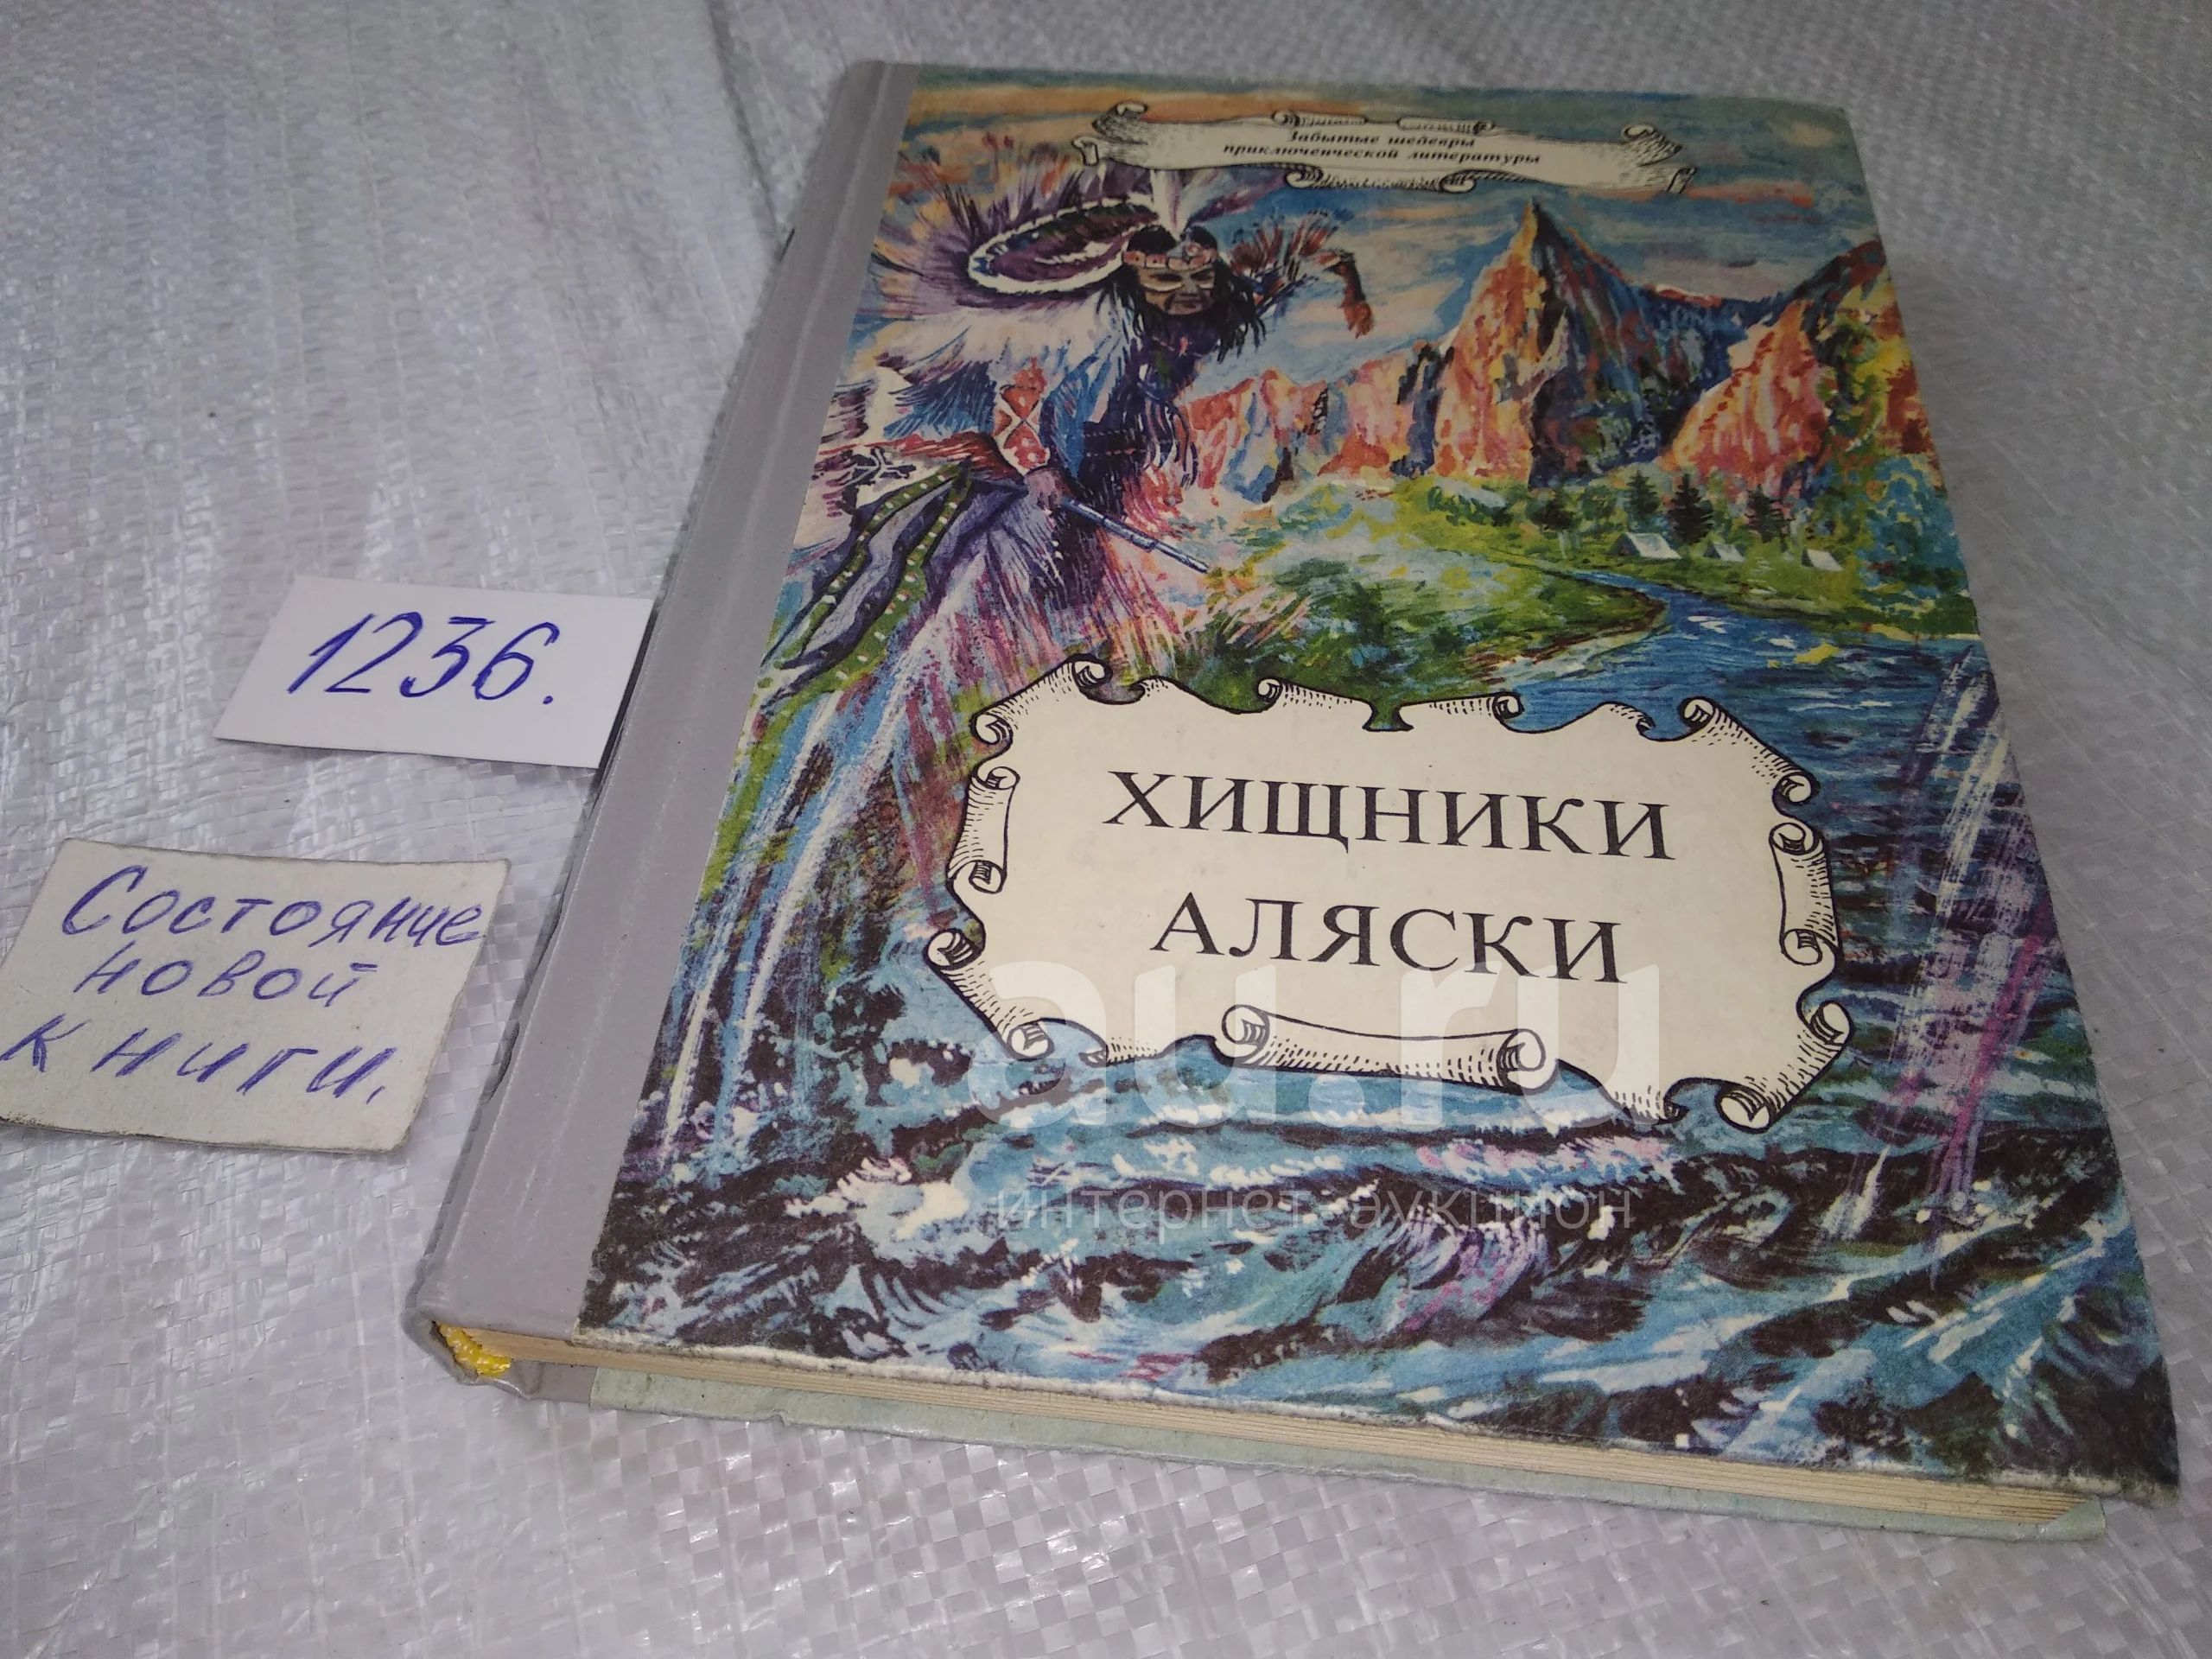 Забытые шедевры
приключенческой литературы
1236.
Состояние
новой
книги.
ХИЩНИКИ
АЛЯСКИ
au.ru
интернет-аукцион